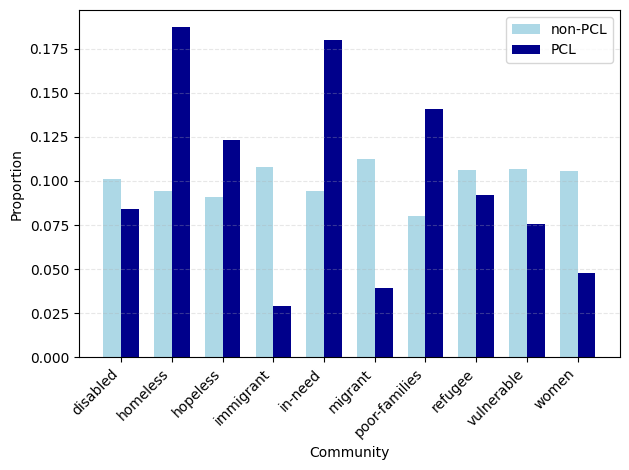 non-PCL
PCL
Proportion
0.175
0.150
0.125
0.100
0.075
0.050
0.025
0.000
disabled
homeless
hopeless
immigrant
in-need
migrant
poor-families
refugee
vulnerable
women
Community